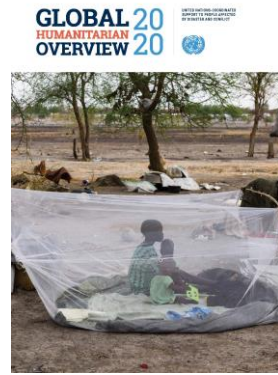 GLOBAL 20
HUMANITARIAN
OVERVIEW 20
UNITED NATIONS-COORDINATED
SUPPORT TO PEOPLE AFFECTED
BY DISASTER AND CONFLICT